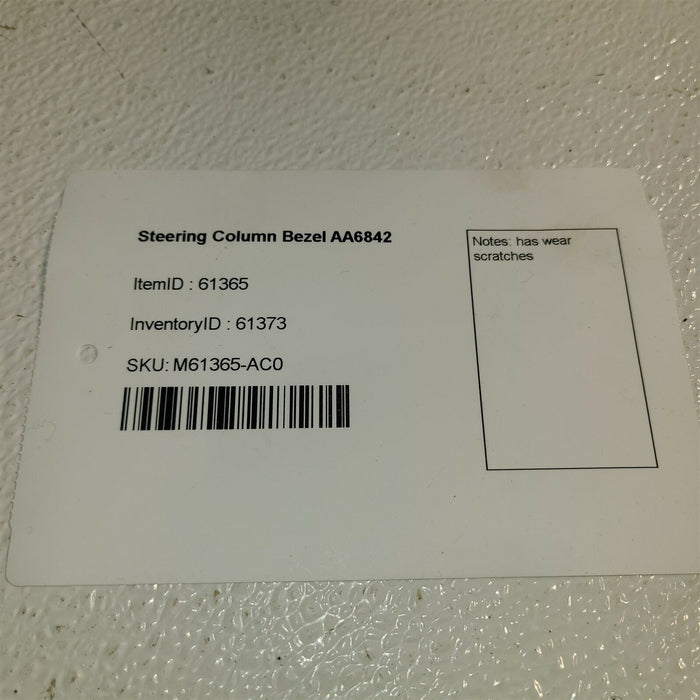 Steering Column Bezel AA6842
ItemID : 61365
InventoryID : 61373
SKU: M61365-AC0
Notes: has wear
scratches